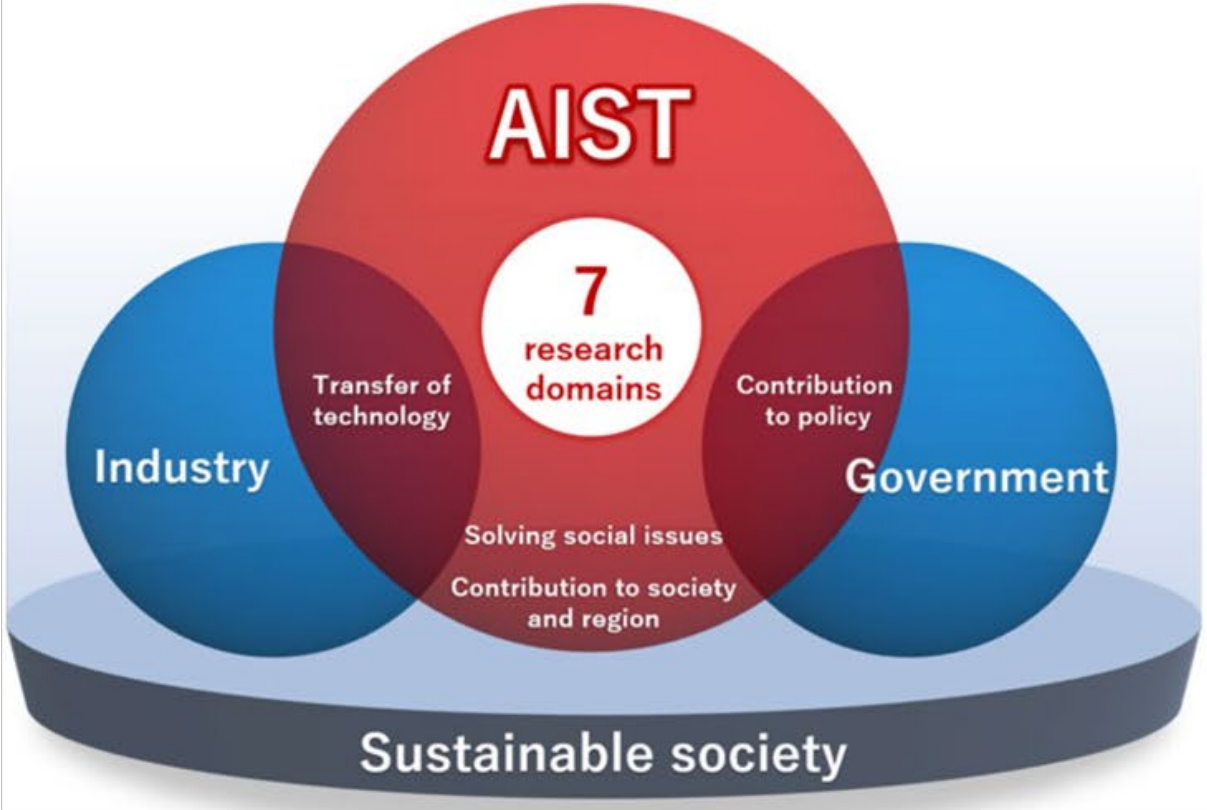 AIST
7
research
domains
Transfer of
technology
Contribution
to policy
Industry
Government
Solving social issues
Contribution to society
and region
Sustainable society